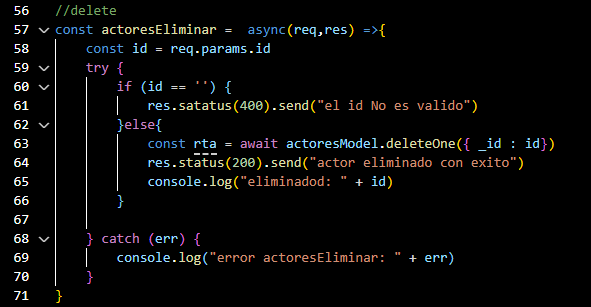 56 //delete
57 const actoresEliminar =  async(req,res) =>{
58     const id = req.params.id
59     try {
60         if (id == '') {
61             res.satatus(400).send("el id No es valido")
62         }else{
63             const rta = await actoresModel.deleteOne({ _id : id})
64             res.status(200).send("actor eliminado con exito")
65             console.log("eliminadod: " + id)
66         }
67
68     } catch (err) {
69         console.log("error actoresEliminar: " + err)
70     }
71 }